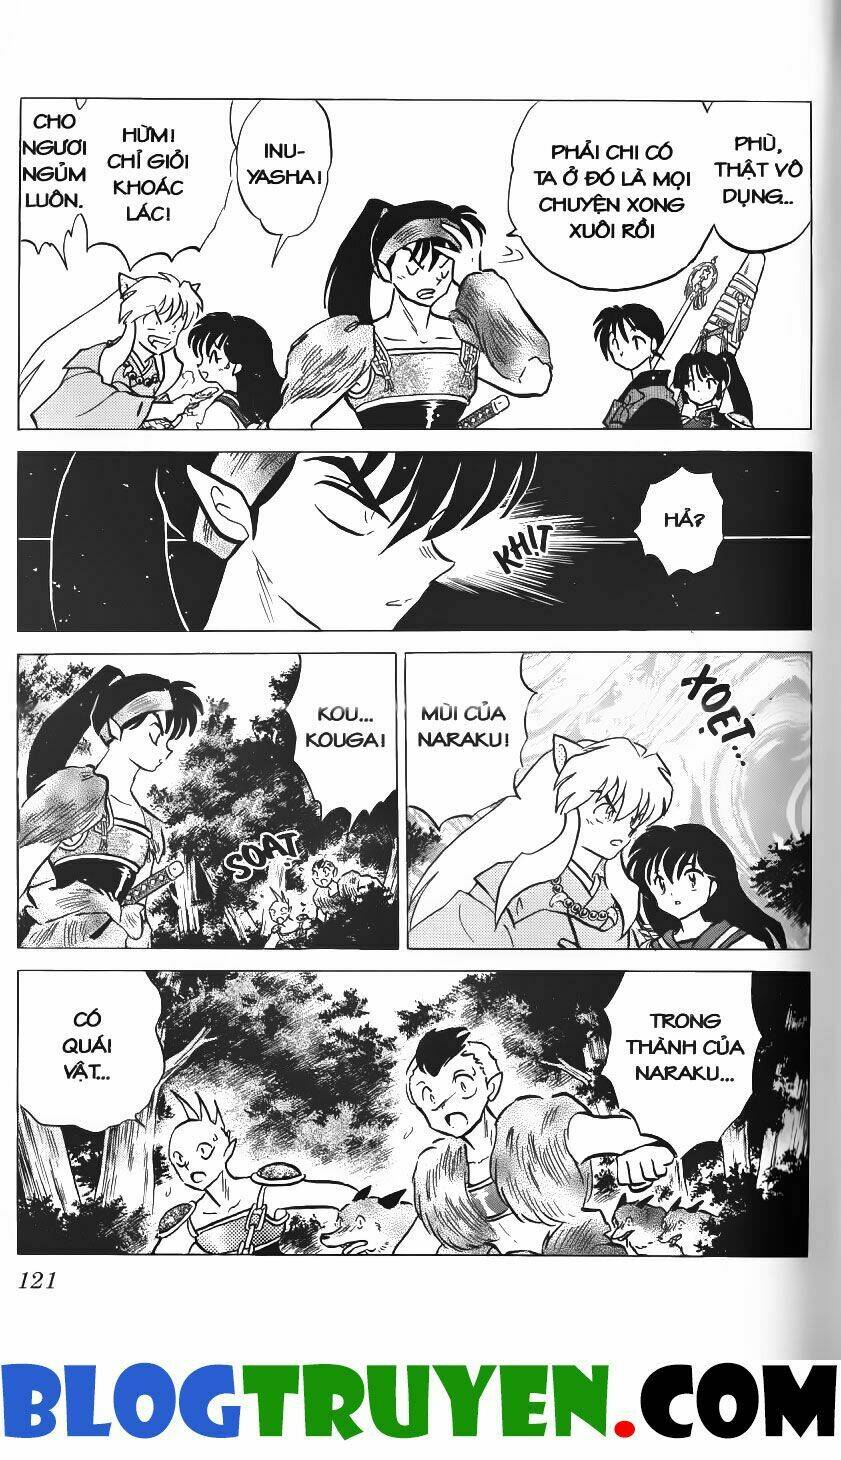 PHÙ,
THẬT VÔ
DỤNG...
PHẢI CHI CÓ
TA Ở ĐÓ LÀ MỌI
CHUYỆN XONG
XUÔI RỒI
INU-
YASHA!
HỪM!
CHỈ GIỎI
KHOÁC
LÁC!
CHO
NGƯƠI
NGỦM
LUÔN.
HẢ?
KHỊT
XOẸT...
MÙI CỦA
NARAKU!
KOU...
KOUGA!
SOẠT
TRONG
THÀNH CỦA
NARAKU...
CÓ
QUÁI
VẬT...
121
BLOGTRUYEN.COM